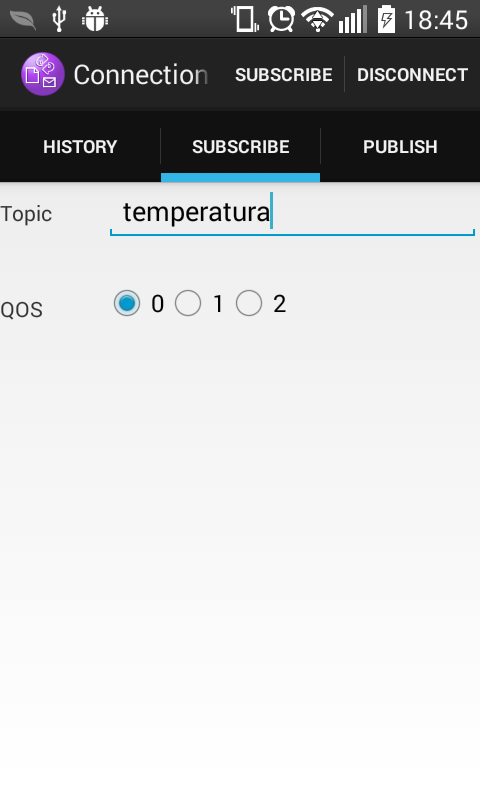 18:45
Connection SUBSCRIBE DISCONNECT
HISTORY SUBSCRIBE PUBLISH
Topic temperatura
QOS 0 1 2